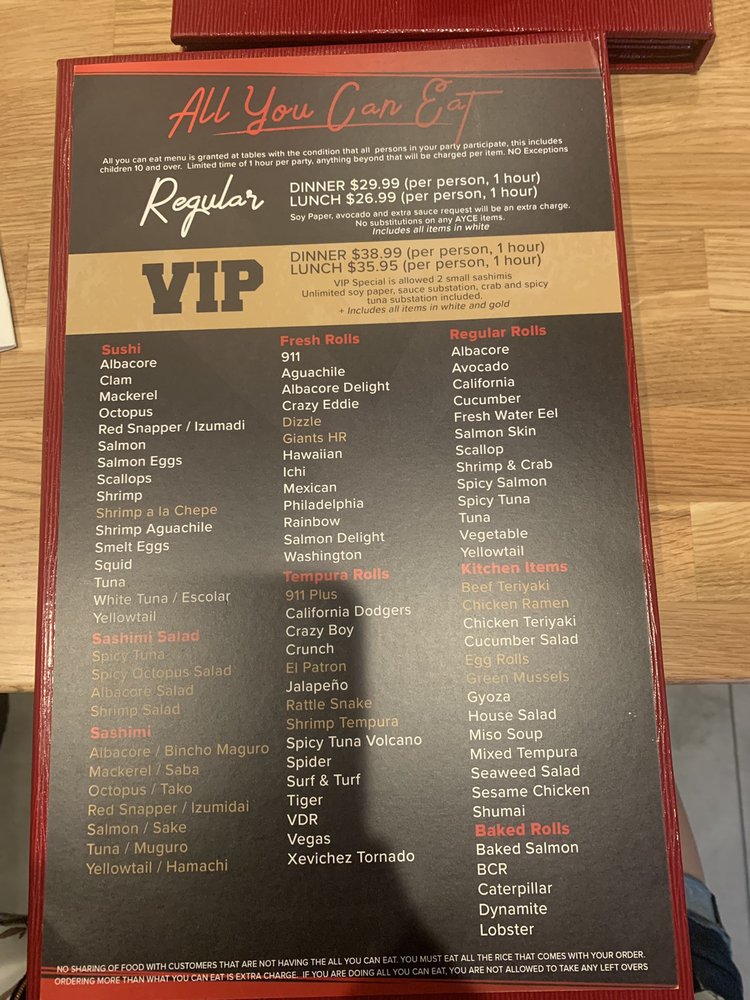 All You Can Eat
All you can eat menu is granted at tables with the condition that all persons in your party participate, this includes
children 10 and over. Limited time of 1 hour per party, anything beyond that will be charged per item. NO Exceptions
Regular
DINNER $29.99 (per person, 1 hour)
LUNCH $26.99 (per person, 1 hour)
Soy Paper, avocado and extra sauce request will be an extra charge.
No substitutions on any AYCE items.
Includes all items in white
VIP
DINNER $38.99 (per person, 1 hour)
LUNCH $35.95 (per person, 1 hour)
VIP Special is allowed 2 small sashimis
Unlimited soy paper, sauce substation, crab and spicy
tuna substation included.
+ Includes all items in white and gold
Sushi
Albacore
Clam
Mackerel
Octopus
Red Snapper / Izumadi
Salmon
Salmon Eggs
Scallops
Shrimp
Shrimp a la Chepe
Shrimp Aguachile
Smelt Eggs
Squid
Tuna
White Tuna / Escolar
Yellowtail
Sashimi Salad
Spicy Tuna
Spicy Octopus Salad
Albacore Salad
Shrimp Salad
Sashimi
Albacore / Bincho Maguro
Mackerel / Saba
Octopus / Tako
Red Snapper / Izumidai
Salmon / Sake
Tuna / Muguro
Yellowtail / Hamachi
Fresh Rolls
911
Aguachile
Albacore Delight
Crazy Eddie
Dizzle
Giants HR
Hawaiian
Ichi
Mexican
Philadelphia
Rainbow
Salmon Delight
Washington
Tempura Rolls
911 Plus
California Dodgers
Crazy Boy
Crunch
El Patron
Jalapeño
Rattle Snake
Shrimp Tempura
Spicy Tuna Volcano
Spider
Surf & Turf
Tiger
VDR
Vegas
Xevichez Tornado
Regular Rolls
Albacore
Avocado
California
Cucumber
Fresh Water Eel
Salmon Skin
Scallop
Shrimp & Crab
Spicy Salmon
Spicy Tuna
Tuna
Vegetable
Yellowtail
Kitchen Items
Beef Teriyaki
Chicken Ramen
Chicken Teriyaki
Cucumber Salad
Egg Rolls
Green Mussels
Gyoza
House Salad
Miso Soup
Mixed Tempura
Seaweed Salad
Sesame Chicken
Shumai
Baked Rolls
Baked Salmon
BCR
Caterpillar
Dynamite
Lobster
NO SHARING OF FOOD WITH CUSTOMERS THAT ARE NOT HAVING THE ALL YOU CAN EAT. YOU MUST EAT ALL THE RICE THAT COMES WITH YOUR ORDER.
ORDERING MORE THAN WHAT YOU CAN EAT IS EXTRA CHARGE. IF YOU ARE DOING ALL YOU CAN EAT, YOU ARE NOT ALLOWED TO TAKE ANY LEFT OVERS